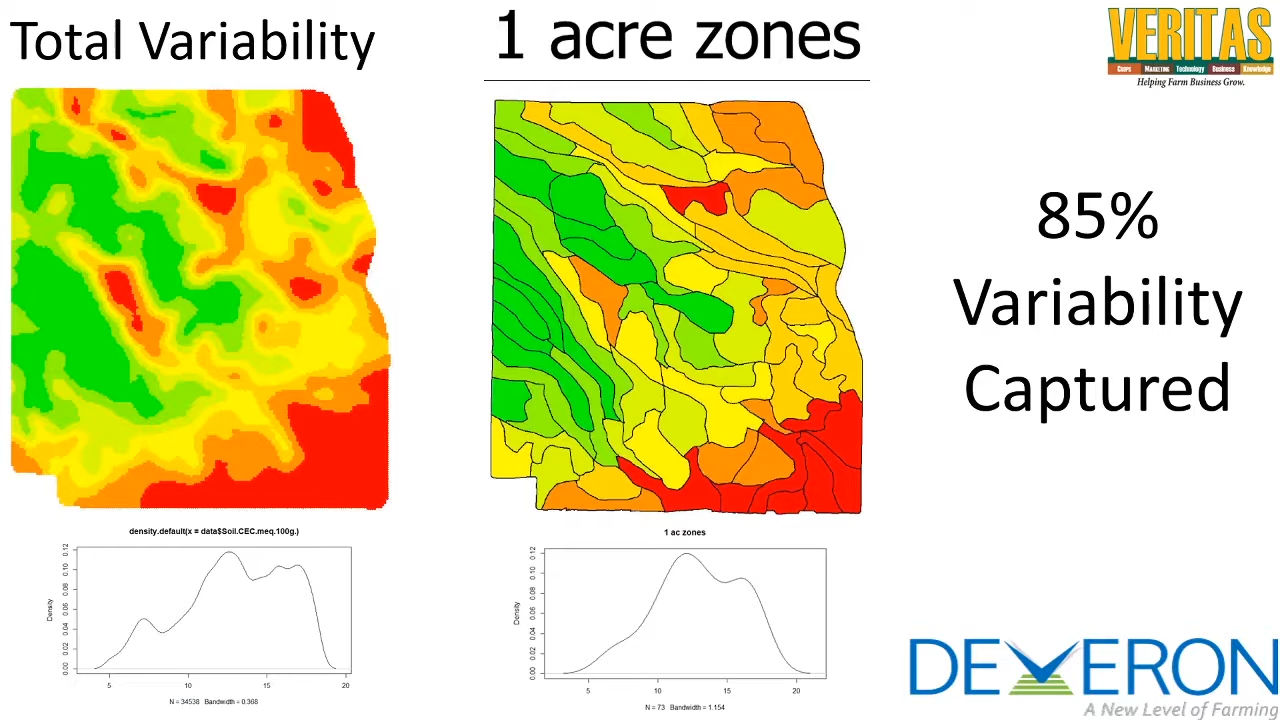 Total Variability
1 acre zones
VERITAS
Crops Marketing Technology Business Knowledge
Helping Farm Business Grow.
85%
Variability
Captured
density.default(x = data$Soil.CEC.meq.100g.)
Density
0.00 0.02 0.04 0.06 0.08 0.10 0.12
5 10 15 20
N = 34538 Bandwidth = 0.368
1 ac zones
Density
0.00 0.02 0.04 0.06 0.08 0.10 0.12
5 10 15 20
N = 73 Bandwidth = 1.154
DEVERON
A New Level of Farming